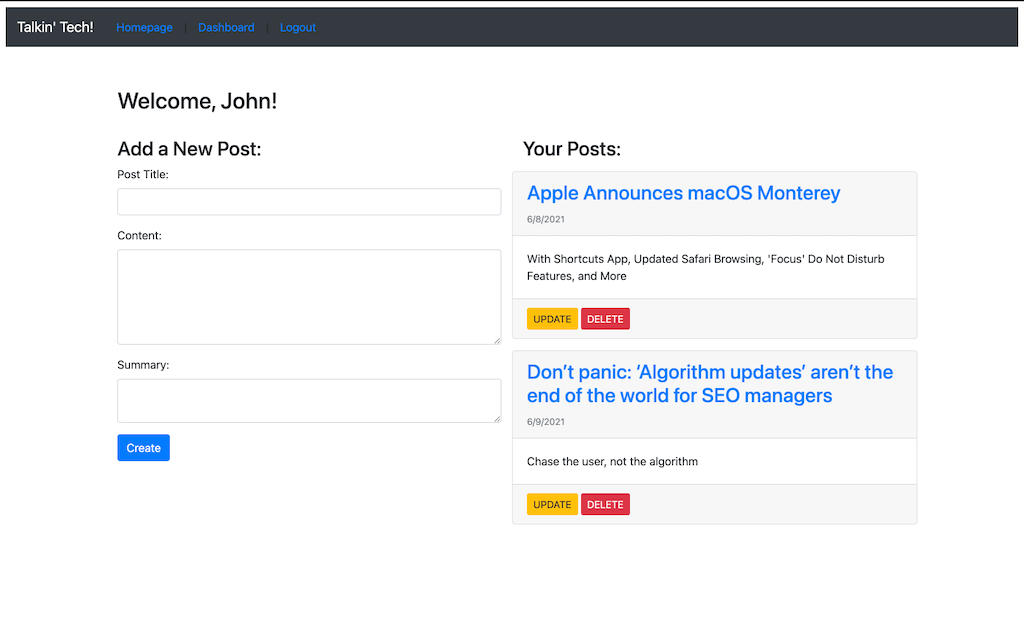 Talkin' Tech! Homepage | Dashboard | Logout
Welcome, John!
Add a New Post:
Post Title:
Content:
Summary:
Create
Your Posts:
Apple Announces macOS Monterey
6/8/2021
With Shortcuts App, Updated Safari Browsing, 'Focus' Do Not Disturb
Features, and More
UPDATE DELETE
Don’t panic: ‘Algorithm updates’ aren’t the
end of the world for SEO managers
6/9/2021
Chase the user, not the algorithm
UPDATE DELETE